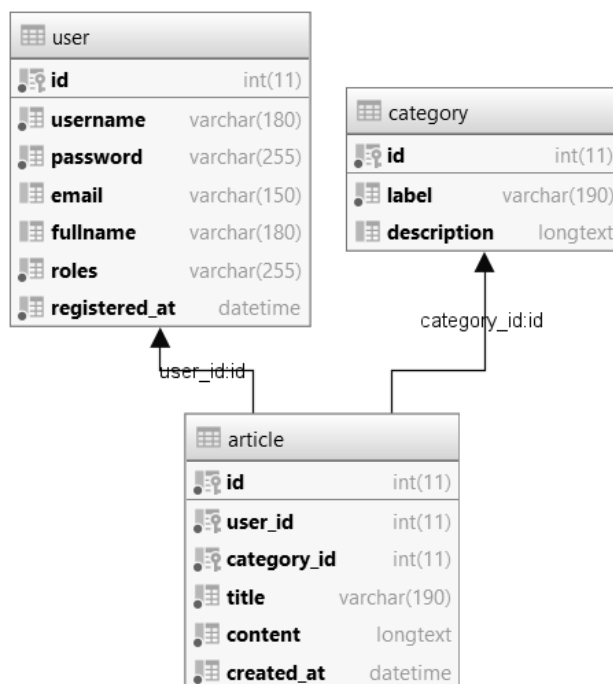 user
id int(11)
username varchar(180)
password varchar(255)
email varchar(150)
fullname varchar(180)
roles varchar(255)
registered_at datetime
category
id int(11)
label varchar(190)
description longtext
user_id:id
category_id:id
article
id int(11)
user_id int(11)
category_id int(11)
title varchar(190)
content longtext
created_at datetime